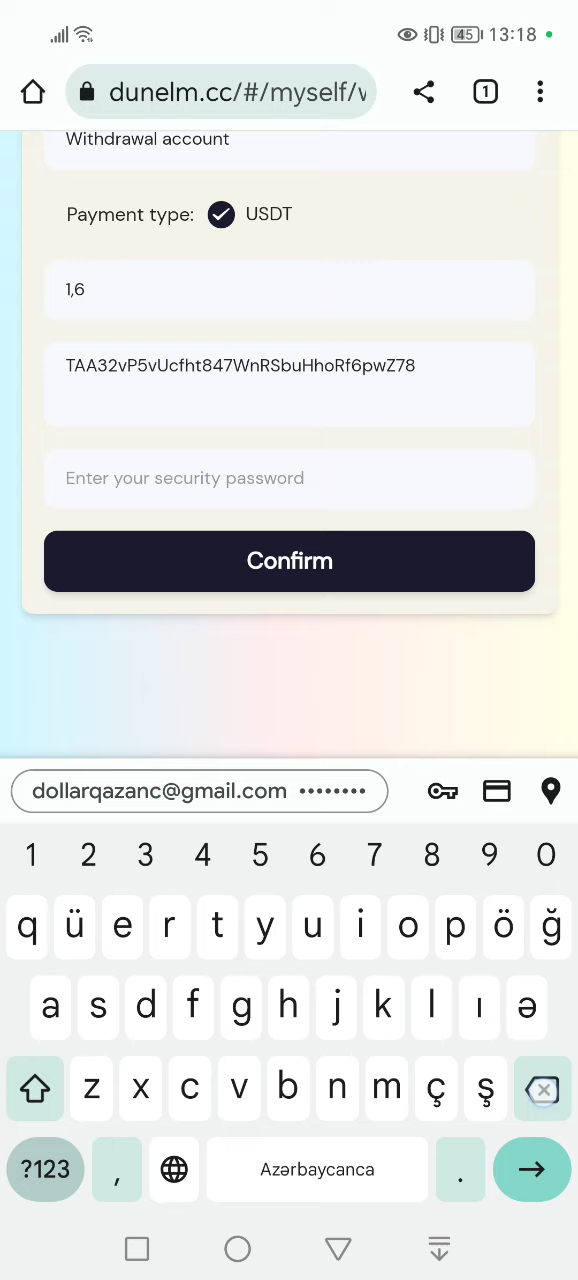 45 13:18
dunelm.cc/#/myself/
1
Withdrawal account
Payment type: USDT
1,6
TAA32vP5vUcfht847WnRSbuHhoRf6pwZ78
Enter your security password
Confirm
dollarqazanc@gmail.com ••••••••
1 2 3 4 5 6 7 8 9 0
q ü e r t y u i o p ö ğ
a s d f g h j k l ı ə
z x c v b n m ç ş
?123 , Azərbaycanca .